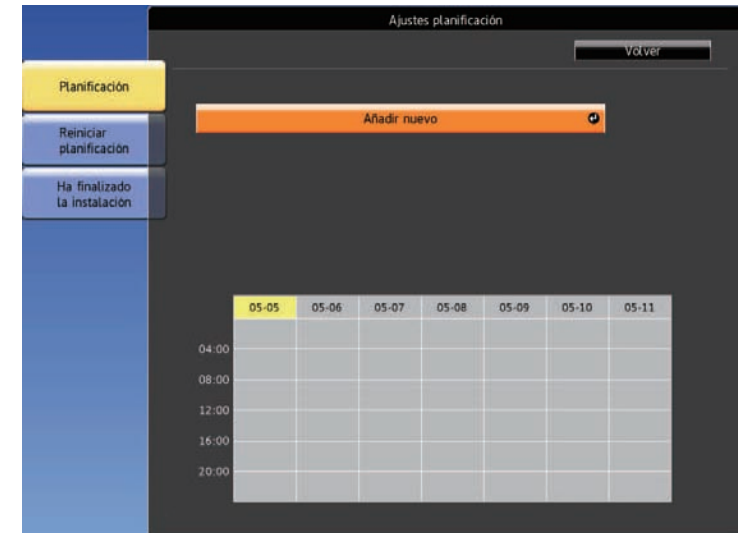 Ajustes planificación
Volver
Planificación
Reiniciar
planificación
Ha finalizado
la instalación
Añadir nuevo
05-05 05-06 05-07 05-08 05-09 05-10 05-11
04:00
08:00
12:00
16:00
20:00